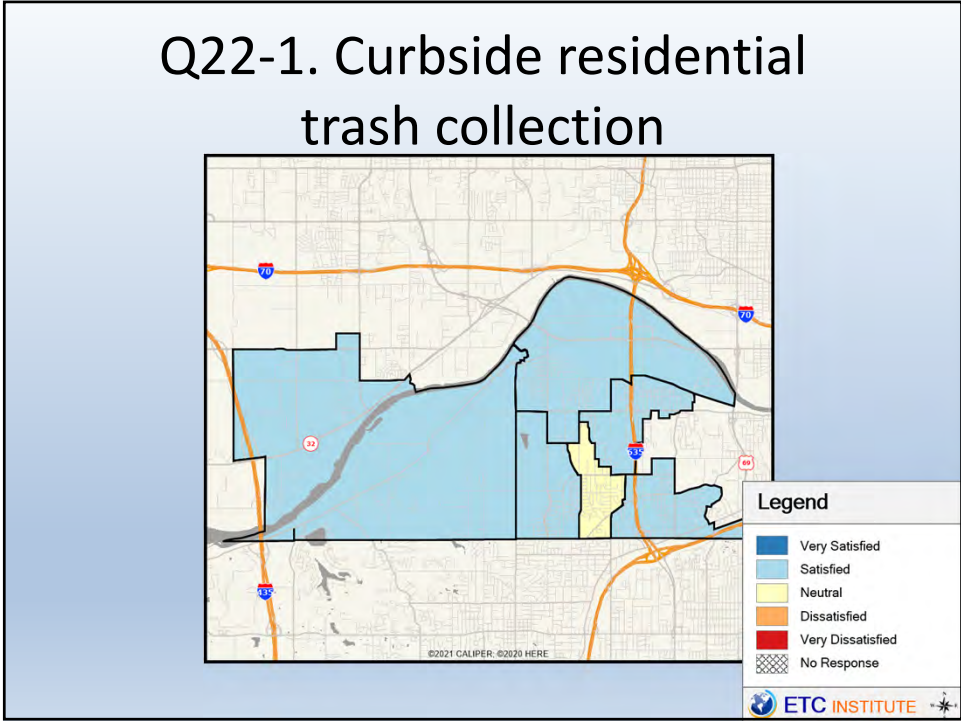 Q22-1. Curbside residential
trash collection
70
70
32
635
69
435
©2021 CALIPER; ©2020 HERE
Legend
Very Satisfied
Satisfied
Neutral
Dissatisfied
Very Dissatisfied
No Response
ETC INSTITUTE